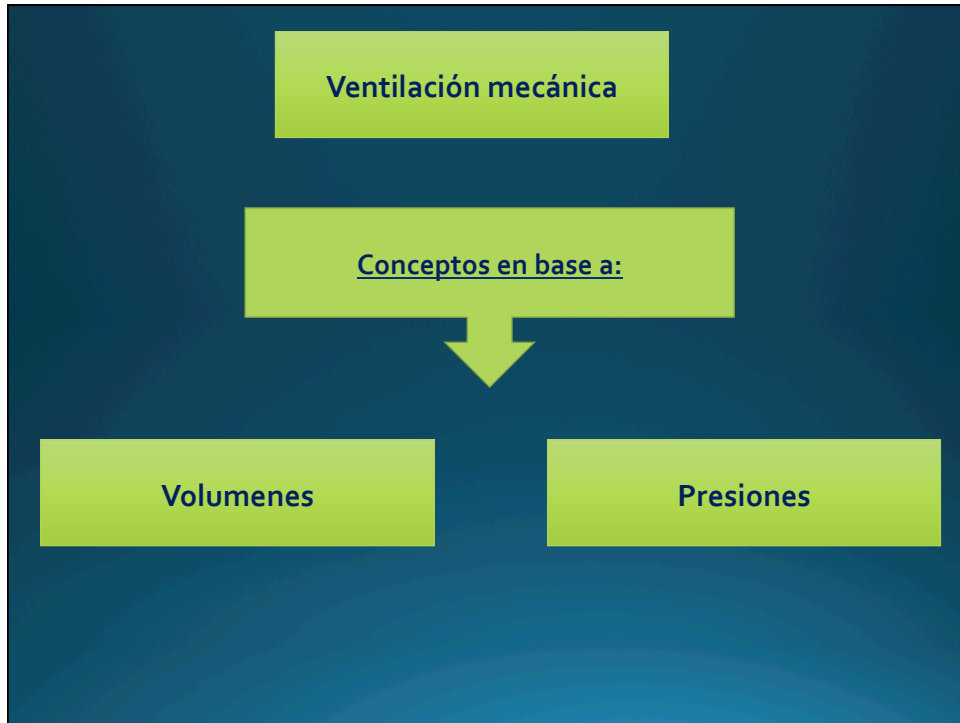 Ventilación mecánica
Conceptos en base a:
Volumenes
Presiones